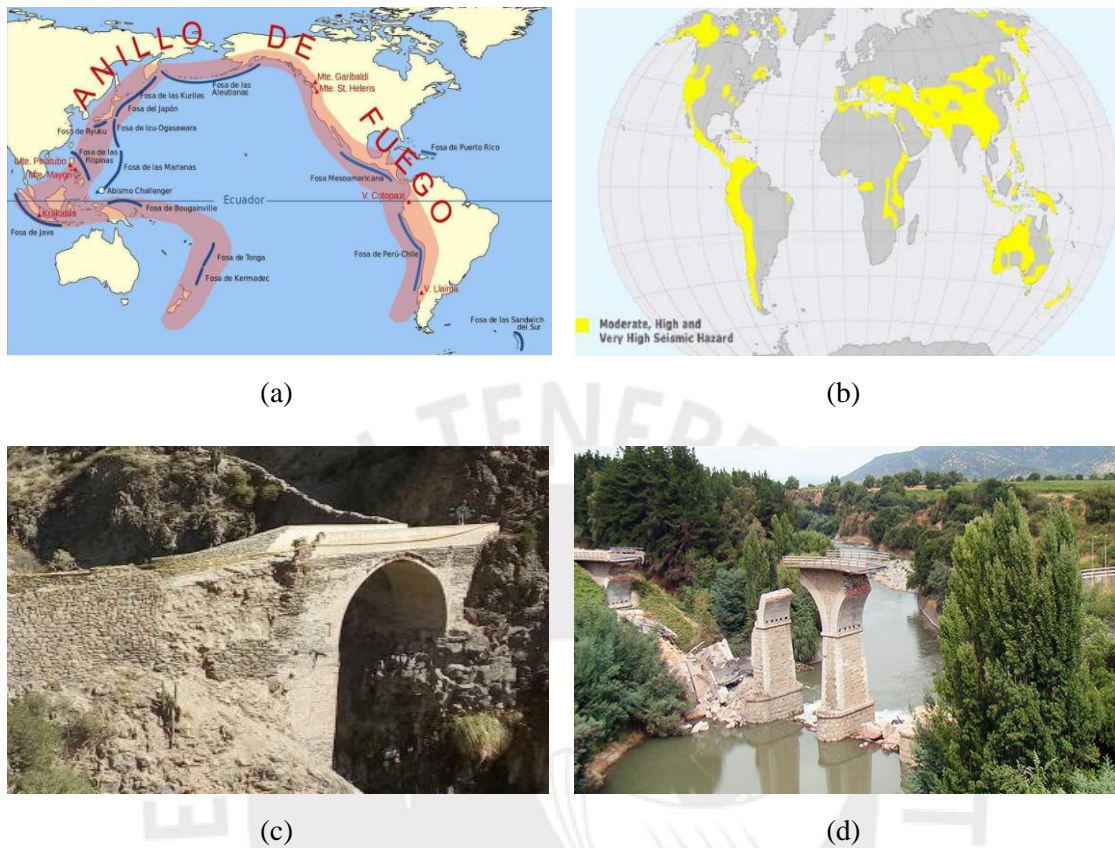 ANILLO DE FUEGO
Mte. Garibaldi
Mte. St. Helens
Fosa de las
Aleutianas
Fosa de las Kuriles
Fosa del Japón
Fosa de Izu-Ogasawara
Fosa de Ryuku
Fosa de las
Filipinas
Mte. Pinatubo
Mte. Mayon
Fosa de las Marianas
Abismo Challenger
Fosa de Bougainville
Krakatoa
Fosa de Java
Ecuador
Fosa de Puerto Rico
Fosa Mesoamericana
V. Cotopaxi
Fosa de Perú-Chile
V. Llaima
Fosa de Tonga
Fosa de Kermadec
Fosa de las Sandwich
del Sur
Moderate, High and
Very High Seismic Hazard
(a)
(b)
TENEBR
(c)
(d)